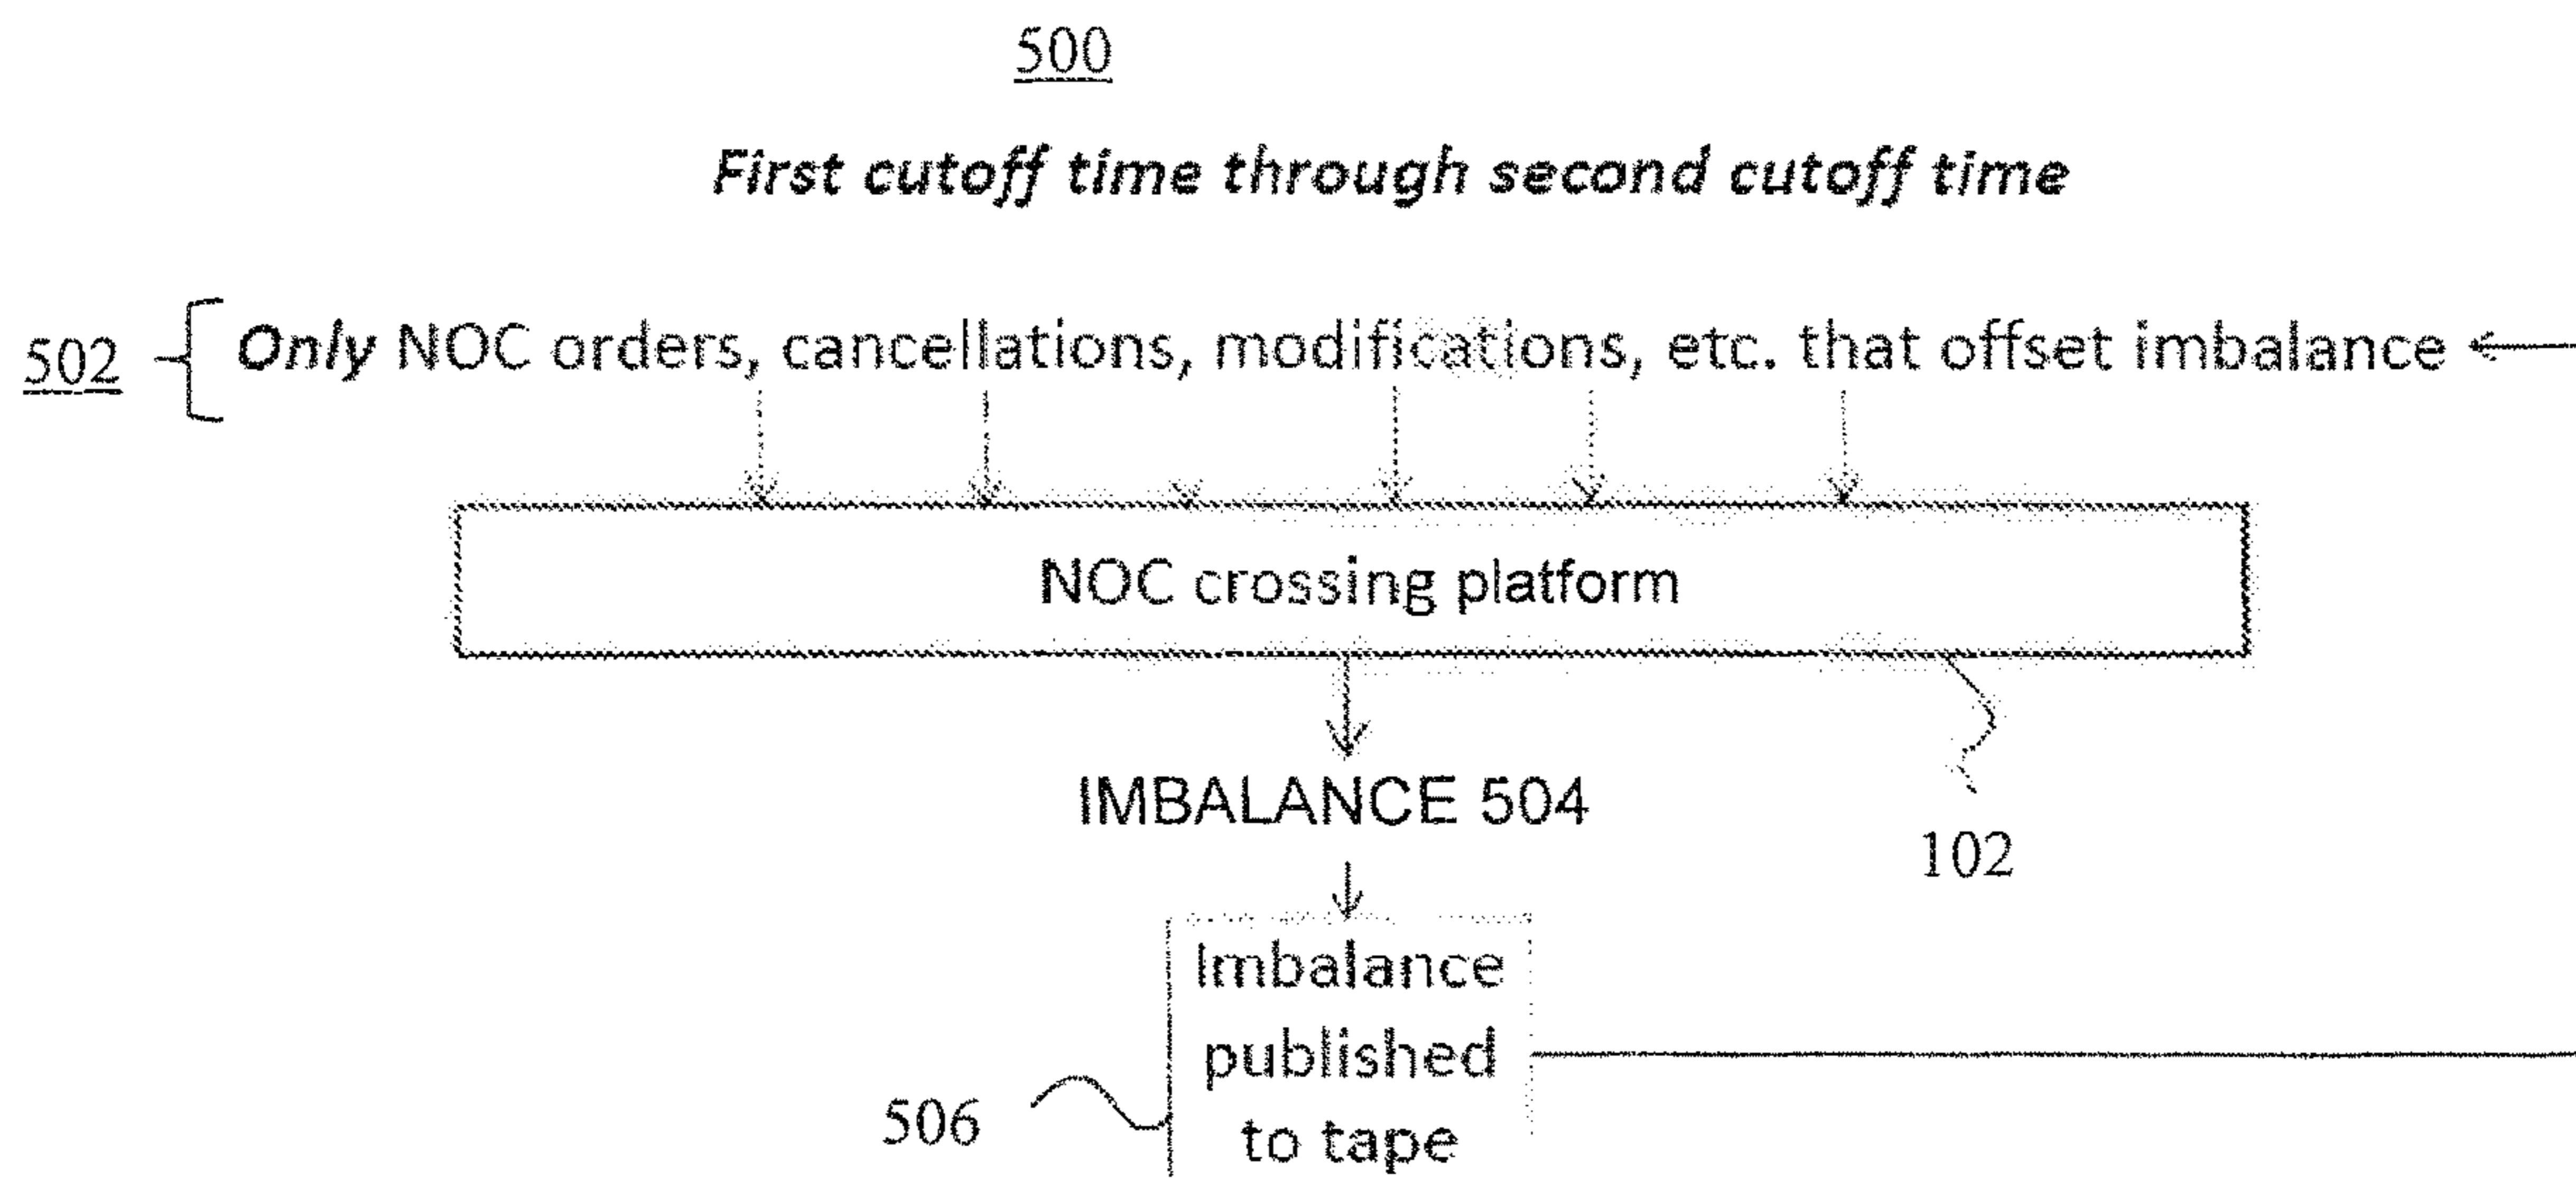 500
First cutoff time through second cutoff time
502 Only NOC orders, cancellations, modifications, etc. that offset imbalance
NOC crossing platform
IMBALANCE 504
102
Imbalance
published
506
to tape